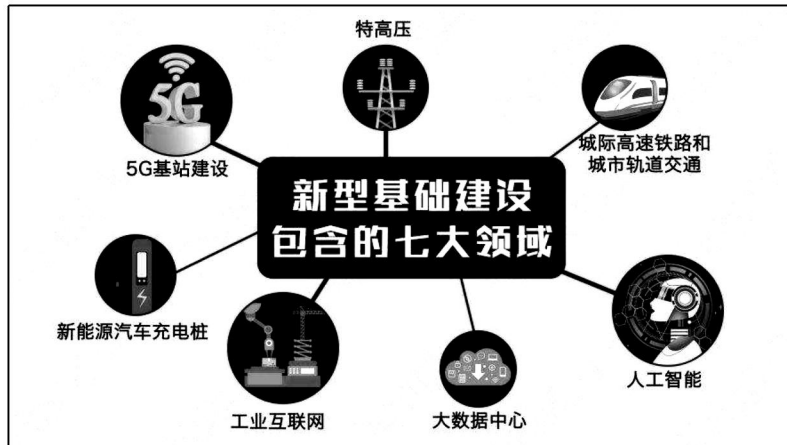 特高压
5G
5G基站建设
城际高速铁路和
城市轨道交通
新型基础建设
包含的七大领域
新能源汽车充电桩
工业互联网
大数据中心
人工智能